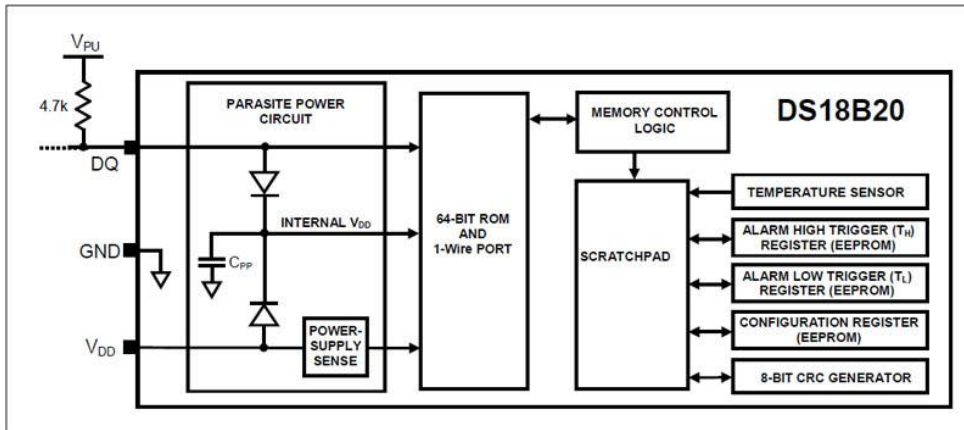 VPU
4.7k
DQ
GND
VDD
PARASITE POWER
CIRCUIT
INTERNAL VDD
CPP
POWER-
SUPPLY
SENSE
64-BIT ROM
AND
1-Wire PORT
MEMORY CONTROL
LOGIC
DS18B20
SCRATCHPAD
TEMPERATURE SENSOR
ALARM HIGH TRIGGER (TH)
REGISTER (EEPROM)
ALARM LOW TRIGGER (TL)
REGISTER (EEPROM)
CONFIGURATION REGISTER
(EEPROM)
8-BIT CRC GENERATOR